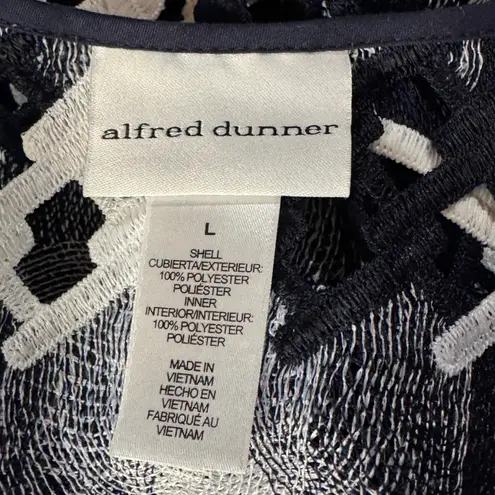 alfred dunner
L
SHELL
CUBIERTA/EXTERIEUR:
100% POLYESTER
POLIÉSTER
INNER
INTERIOR/INTERIEUR:
100% POLYESTER
POLIÉSTER
MADE IN
VIETNAM
HECHO EN
VIETNAM
FABRIQUÉ AU
VIETNAM